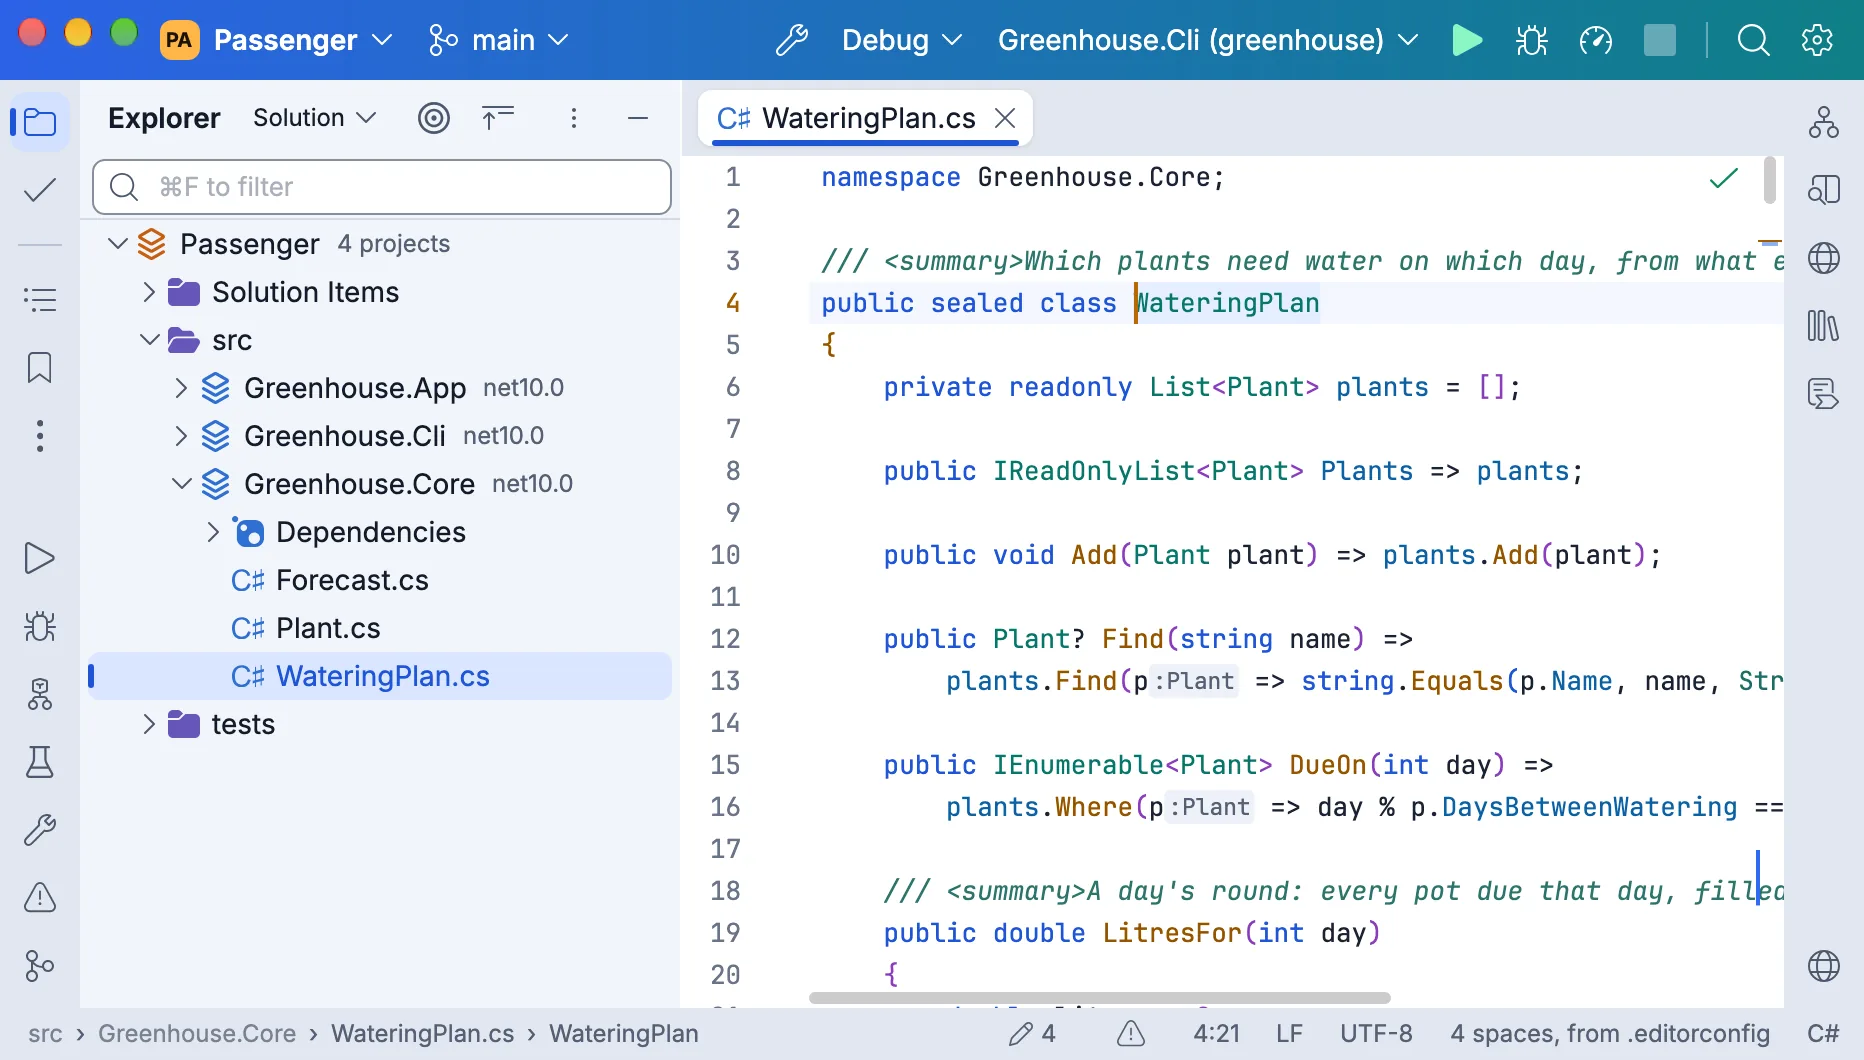 PA Passenger main Debug Greenhouse.Cli (greenhouse)
Explorer Solution
⌘F to filter
Passenger 4 projects
Solution Items
src
Greenhouse.App net10.0
Greenhouse.Cli net10.0
Greenhouse.Core net10.0
Dependencies
C# Forecast.cs
C# Plant.cs
C# WateringPlan.cs
tests
C# WateringPlan.cs
1 namespace Greenhouse.Core;
2
3 /// <summary>Which plants need water on which day, from what e
4 public sealed class WateringPlan
5 {
6 private readonly List<Plant> plants = [];
7
8 public IReadOnlyList<Plant> Plants => plants;
9
10 public void Add(Plant plant) => plants.Add(plant);
11
12 public Plant? Find(string name) =>
13 plants.Find(p :Plant => string.Equals(p.Name, name, Str
14
15 public IEnumerable<Plant> DueOn(int day) =>
16 plants.Where(p :Plant => day % p.DaysBetweenWatering ==
17
18 /// <summary>A day's round: every pot due that day, filled
19 public double LitresFor(int day)
20 {
src › Greenhouse.Core › WateringPlan.cs › WateringPlan 4 4:21 LF UTF-8 4 spaces, from .editorconfig C#